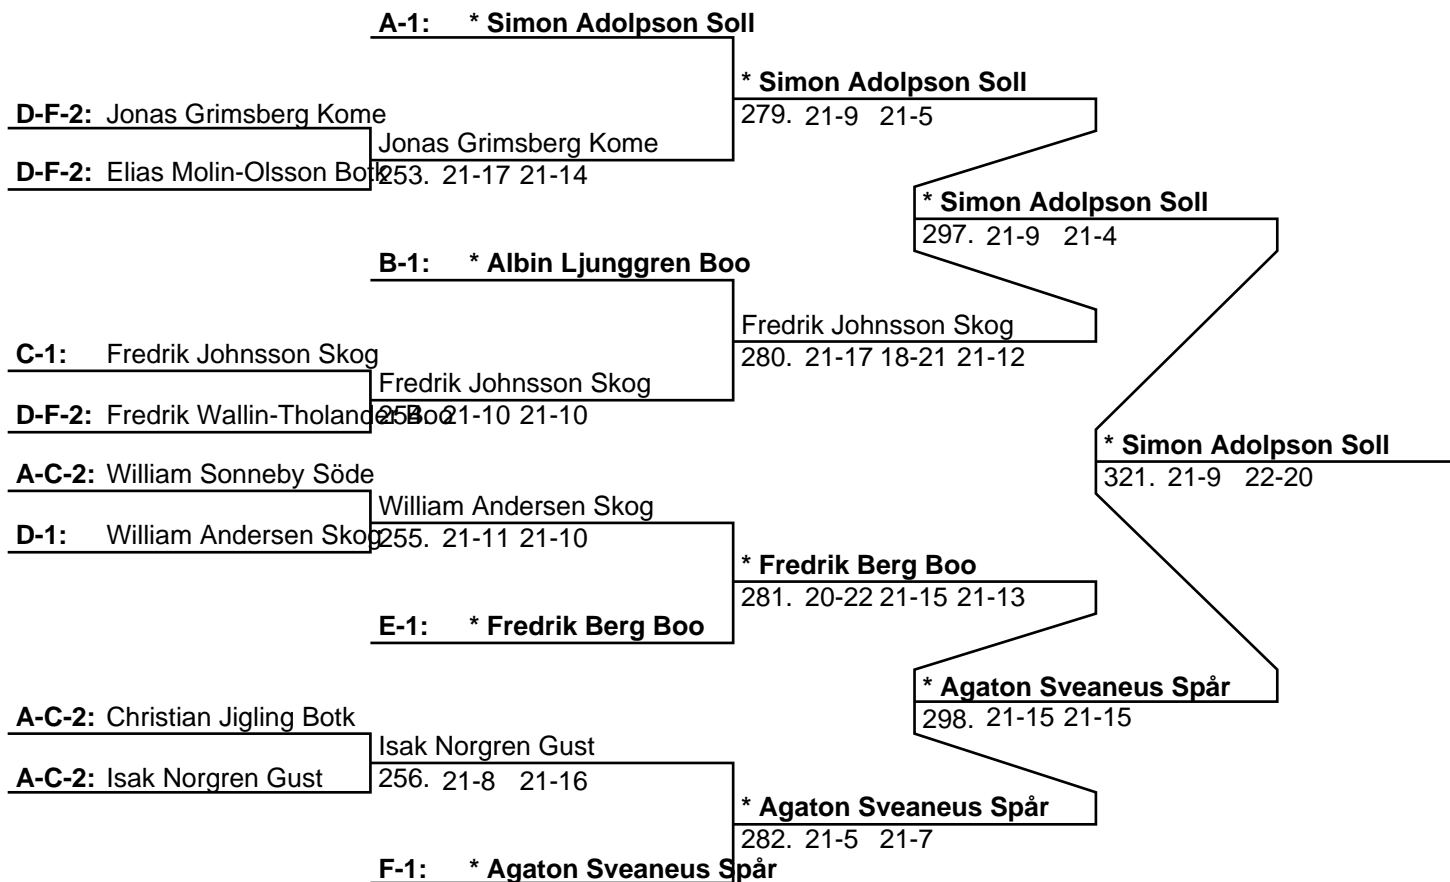 A-1: * Simon Adolpson Soll
* Simon Adolpson Soll
D-F-2: Jonas Grimsberg Kome
279. 21-9 21-5
Jonas Grimsberg Kome
D-F-2: Elias Molin-Olsson Botk
253. 21-17 21-14
* Simon Adolpson Soll
297. 21-9 21-4
B-1: * Albin Ljunggren Boo
Fredrik Johnsson Skog
C-1: Fredrik Johnsson Skog
280. 21-17 18-21 21-12
Fredrik Johnsson Skog
D-F-2: Fredrik Wallin-Tholander Boo
254. 21-10 21-10
* Simon Adolpson Soll
A-C-2: William Sonneby Söde
321. 21-9 22-20
William Andersen Skog
D-1: William Andersen Skog
255. 21-11 21-10
* Fredrik Berg Boo
281. 20-22 21-15 21-13
E-1: * Fredrik Berg Boo
* Agaton Sveaneus Spår
A-C-2: Christian Jigling Botk
298. 21-15 21-15
Isak Norgren Gust
A-C-2: Isak Norgren Gust
256. 21-8 21-16
* Agaton Sveaneus Spår
282. 21-5 21-7
F-1: * Agaton Sveaneus Spår